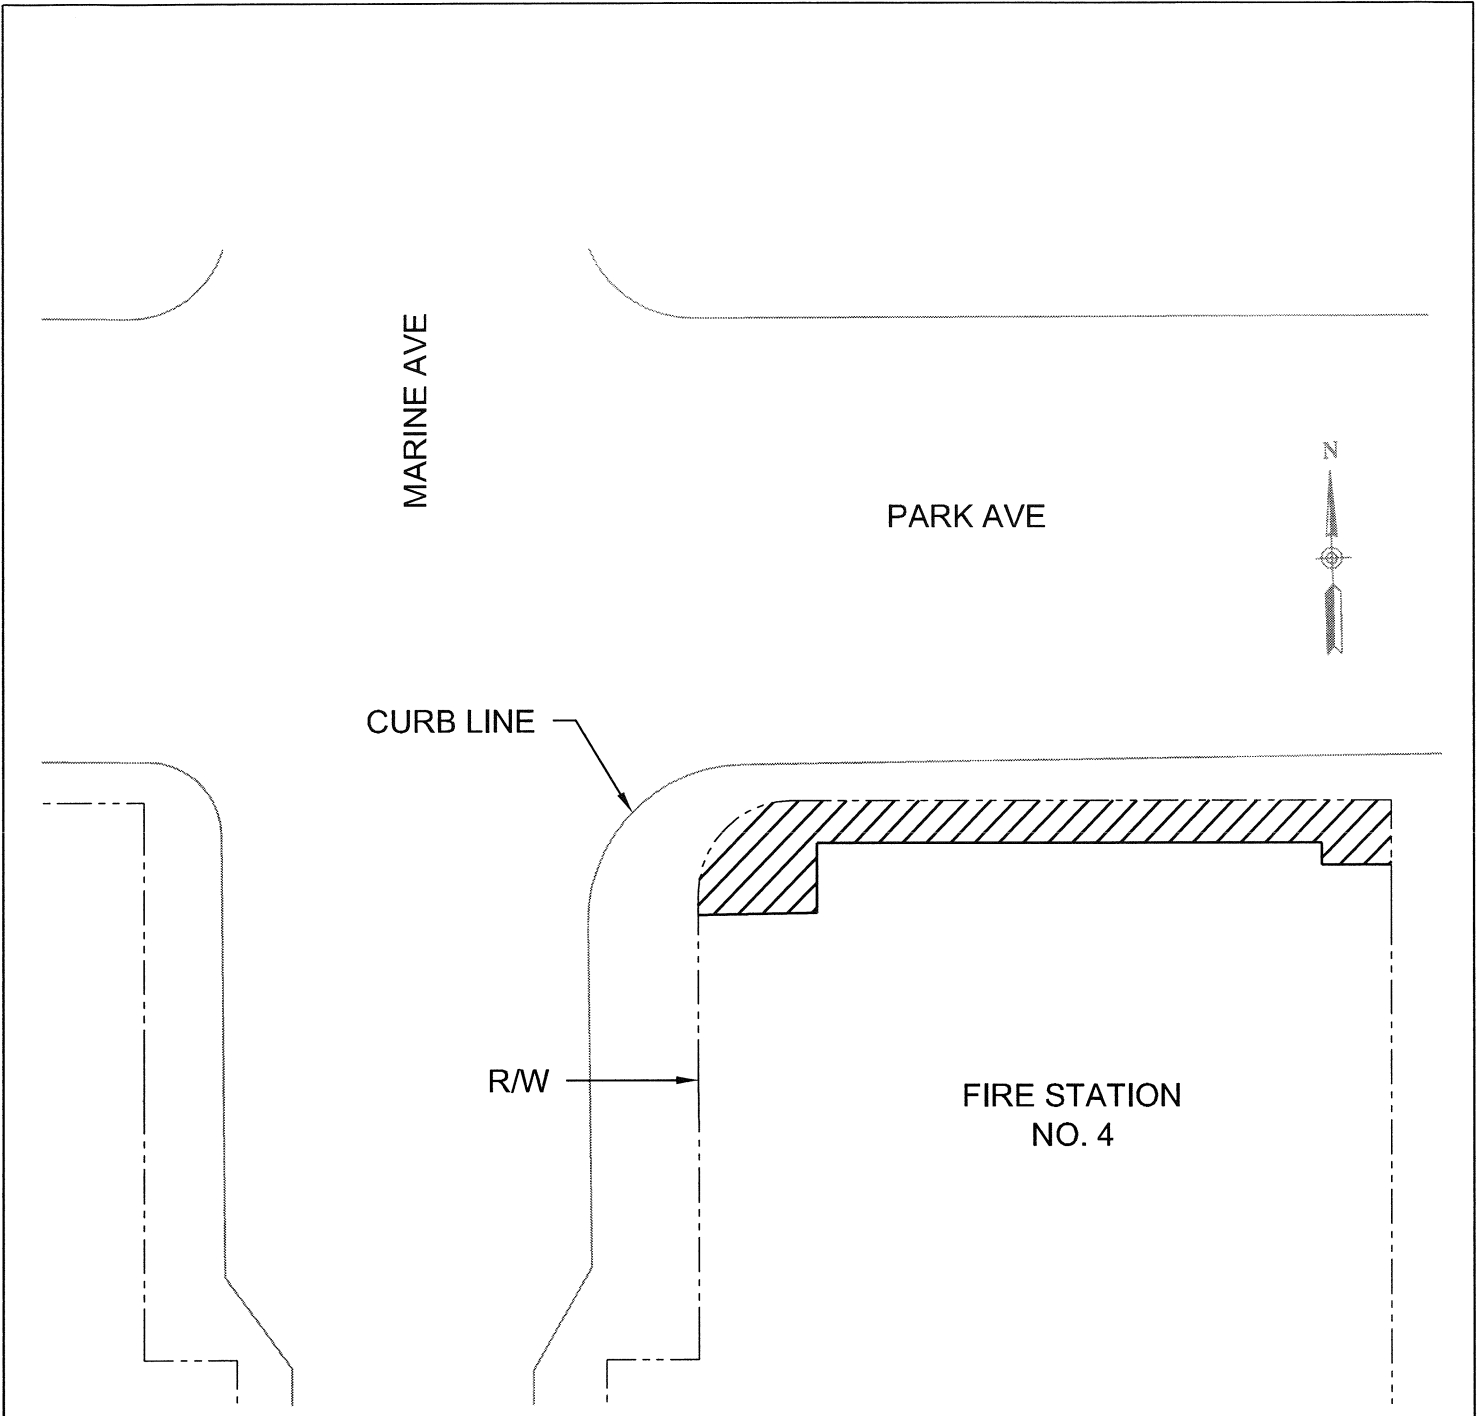 MARINE AVE
N
PARK AVE
CURB LINE
R/W
FIRE STATION
NO. 4